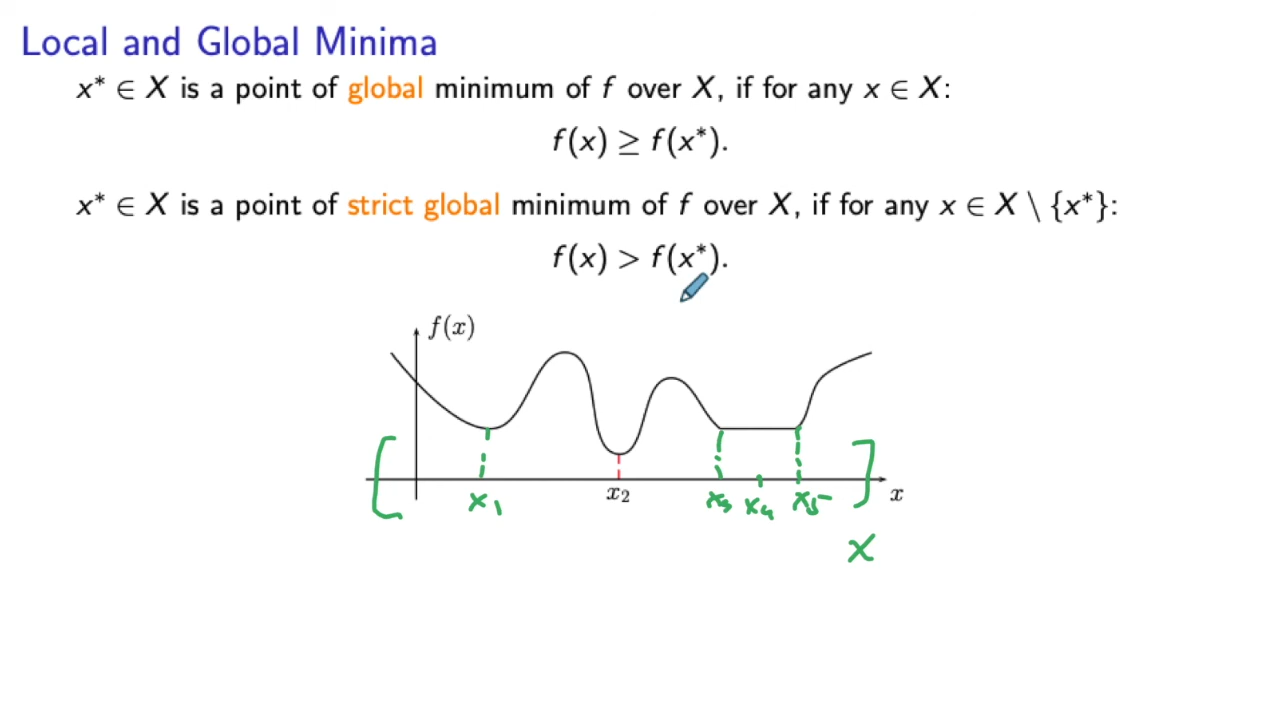 Local and Global Minima
x* ∈ X is a point of global minimum of f over X, if for any x ∈ X:
f(x) ≥ f(x*).
x* ∈ X is a point of strict global minimum of f over X, if for any x ∈ X \ {x*}:
f(x) > f(x*).
f(x)
x₁ x₂ x₃ x₄ x₅ x
X